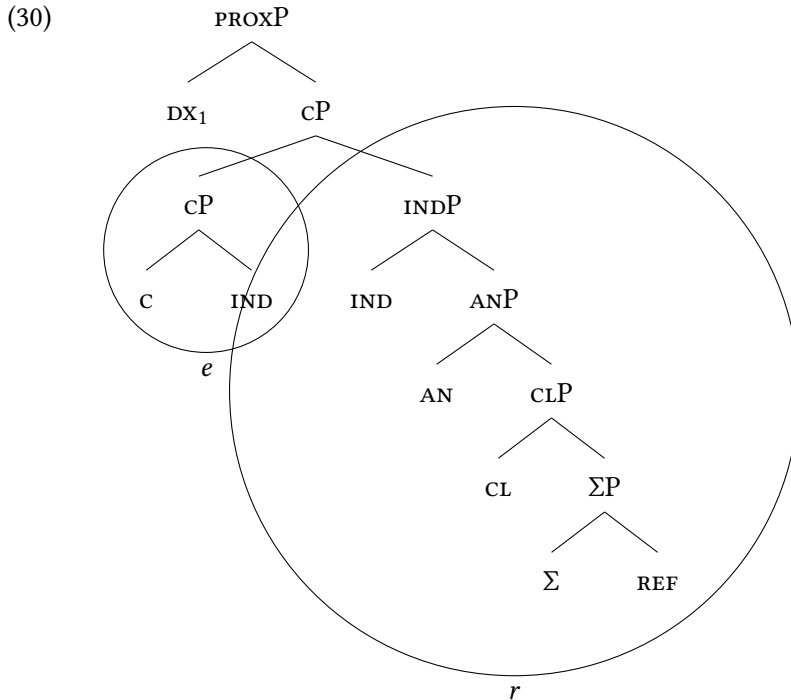 (30)
PROXP
DX₁ CP
CP INDP
C IND IND ANP
e
AN CLP
CL ΣP
Σ REF
r